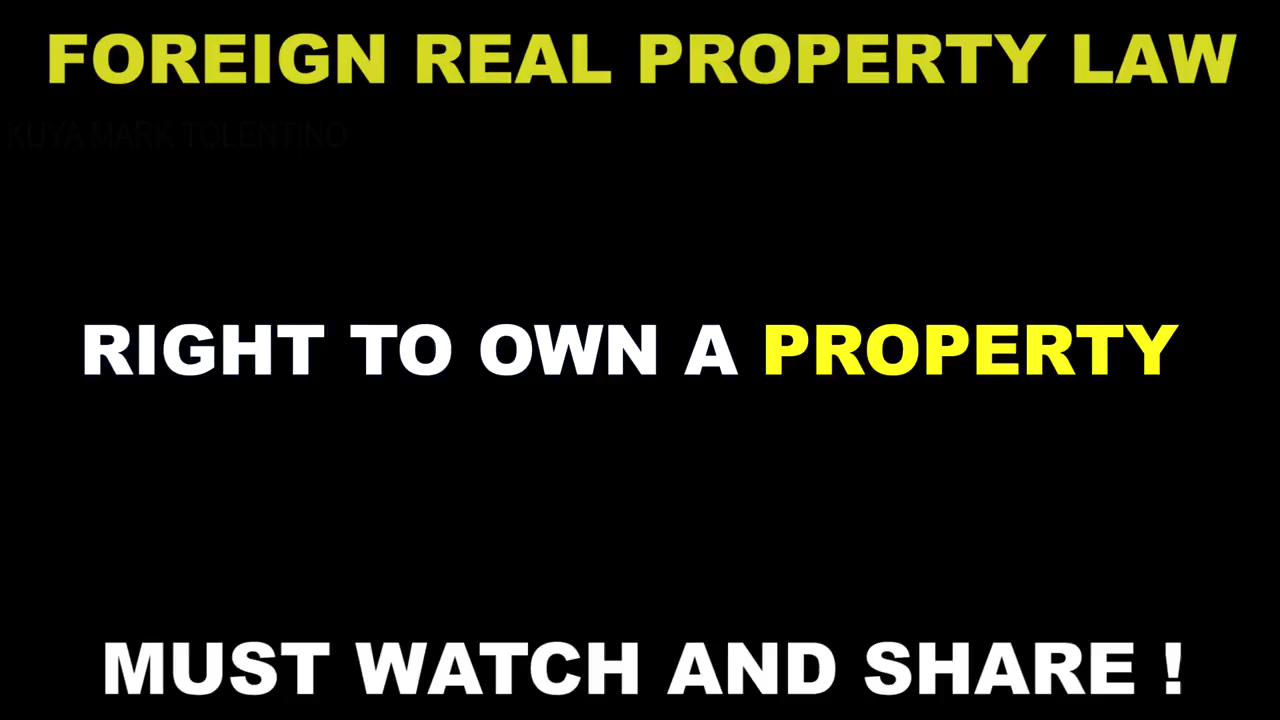 FOREIGN REAL PROPERTY LAW
KUYA MARK TOLENTINO
RIGHT TO OWN A PROPERTY
MUST WATCH AND SHARE !